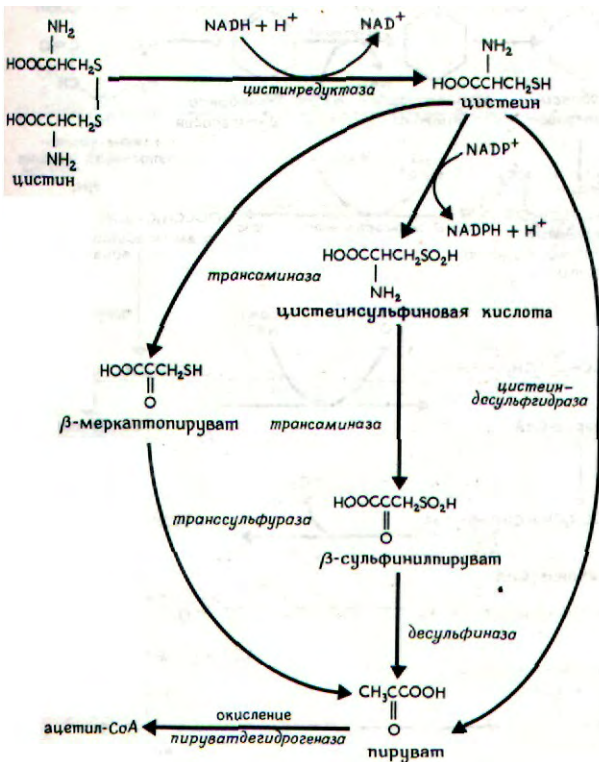 NH₂
HOOCCHCH₂S
HOOCCHCH₂S
NH₂
цистин
NADH + H⁺
NAD⁺
цистинредуктаза
NH₂
HOOCCHCH₂SH
цистеин
NADP⁺
NADPH + H⁺
трансаминаза
HOOCCHCH₂SO₂H
NH₂
цистеинсульфиновая кислота
HOOCCCH₂SH
O
β-меркаптопируват
трансаминаза
цистеин-
десульфгидраза
HOOCCCH₂SO₂H
O
β-сульфинилпируват
транссульфураза
десульфиназа
CH₃CCOOH
O
пируват
окисление
пируватдегидрогеназа
ацетил-CoA